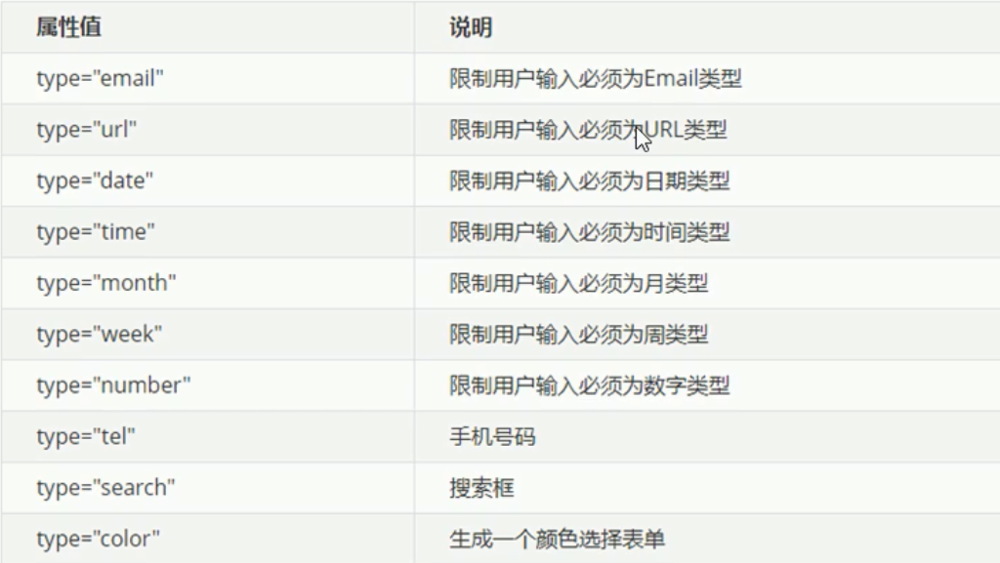 属性值 说明
type="email" 限制用户输入必须为Email类型
type="url" 限制用户输入必须为URL类型
type="date" 限制用户输入必须为日期类型
type="time" 限制用户输入必须为时间类型
type="month" 限制用户输入必须为月类型
type="week" 限制用户输入必须为周类型
type="number" 限制用户输入必须为数字类型
type="tel" 手机号码
type="search" 搜索框
type="color" 生成一个颜色选择表单